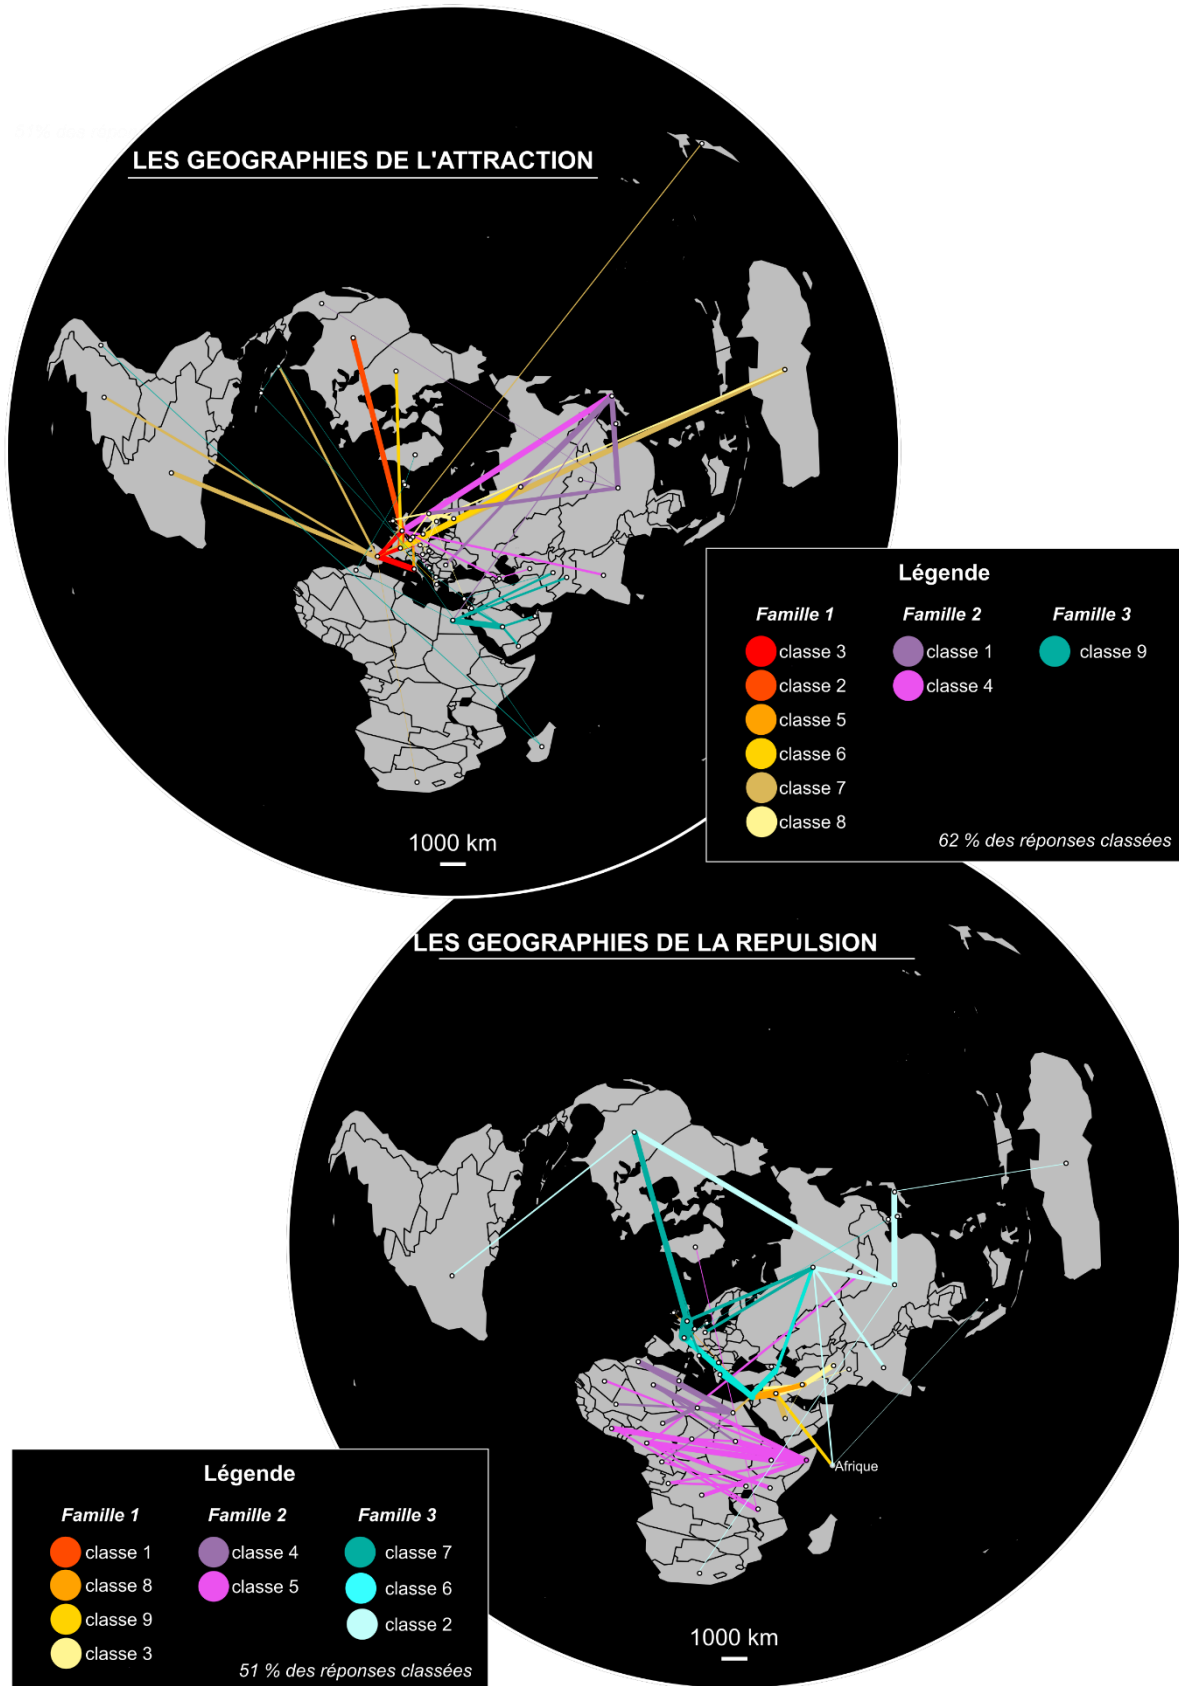 LES GEOGRAPHIES DE L'ATTRACTION
Légende
Famille 1
classe 3
classe 2
classe 5
classe 6
classe 7
classe 8
Famille 2
classe 1
classe 4
Famille 3
classe 9
62 % des réponses classées
1000 km
LES GEOGRAPHIES DE LA REPULSION
Afrique
Légende
Famille 1
classe 1
classe 8
classe 9
classe 3
Famille 2
classe 4
classe 5
Famille 3
classe 7
classe 6
classe 2
51 % des réponses classées
1000 km